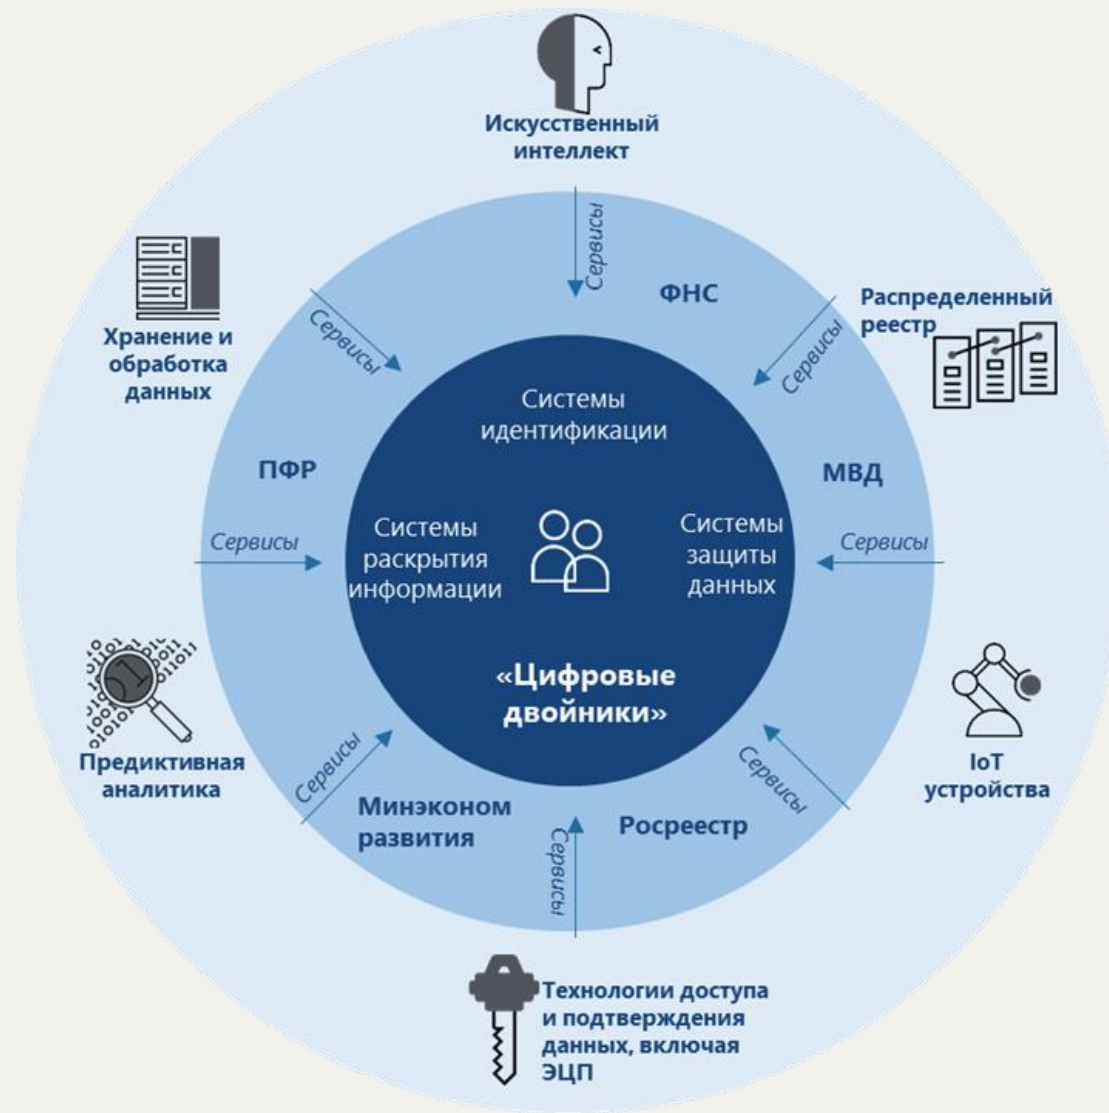 Искусственный
интеллект
Сервисы
ФНС
Распределенный
реестр
Сервисы
Хранение и
обработка
данных
Сервисы
Системы
идентификации
ПФР
МВД
Сервисы
Системы
раскрытия
информации
Системы
защиты
данных
Сервисы
«Цифровые
двойники»
Предиктивная
аналитика
Сервисы
IoT
устройства
Сервисы
Минэконом
развития
Росреестр
Сервисы
Технологии доступа
и подтверждения
данных, включая
ЭЦП